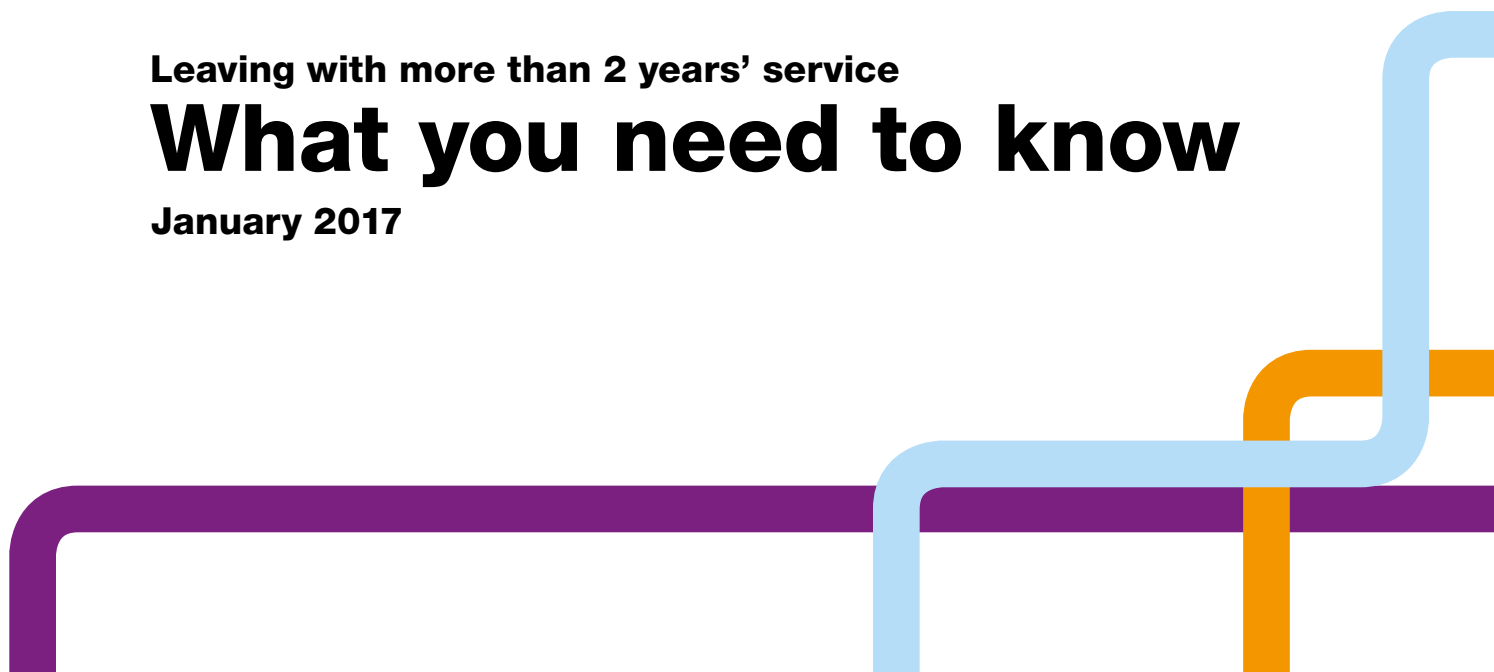 Leaving with more than 2 years’ service
What you need to know
January 2017